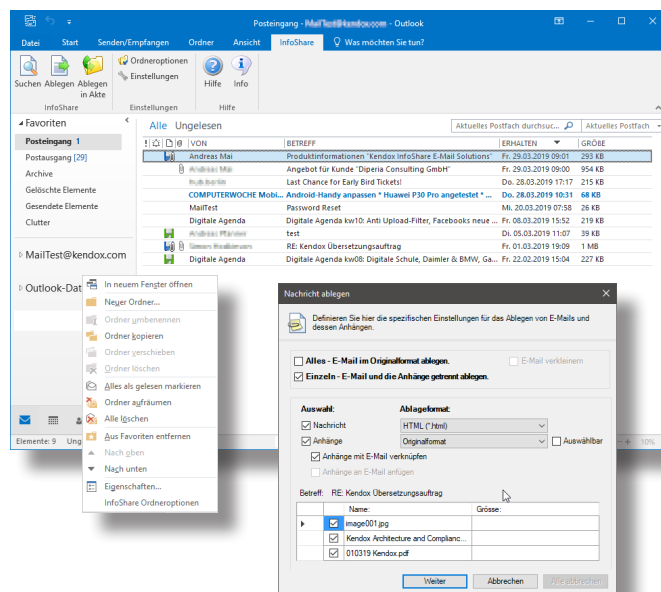 Posteingang - - Outlook
Datei Start Senden/Empfangen Ordner Ansicht InfoShare Was möchten Sie tun?
Suchen Ablegen Ablegen in Akte
InfoShare
Ordneroptionen
Einstellungen
Einstellungen
Hilfe Info
Hilfe
Favoriten
Posteingang 1
Postausgang [29]
Archive
Gelöschte Elemente
Gesendete Elemente
Clutter
MailTest@kendox.com
Outlook-Dat
Elemente: 9 Ung
Alle Ungelesen
Aktuelles Postfach durchsuc... Aktuelles Postfach
VON BETREFF ERHALTEN GRÖßE
Andreas Mai Produktinformationen "Kendox InfoShare E-Mail Solutions" Fr. 29.03.2019 09:01 293 KB
Angebot für Kunde "Diperia Consulting GmbH" Fr. 29.03.2019 09:00 954 KB
Last Chance for Early Bird Tickets! Do. 28.03.2019 17:17 215 KB
COMPUTERWOCHE Mobi... Android-Handy anpassen * Huawei P30 Pro angetestet * ... Do. 28.03.2019 10:31 68 KB
MailTest Password Reset Mi. 20.03.2019 07:58 26 KB
Digitale Agenda Digitale Agenda kw10: Anti Upload-Filter, Facebooks neue ... Fr. 08.03.2019 15:52 219 KB
test Di. 05.03.2019 11:07 39 KB
RE: Kendox Übersetzungsauftrag Fr. 01.03.2019 19:09 1 MB
Digitale Agenda Digitale Agenda kw08: Digitale Schule, Daimler & BMW, Ga... Fr. 22.02.2019 15:04 227 KB
In neuem Fenster öffnen
Neuer Ordner...
Ordner umbenennen
Ordner kopieren
Ordner verschieben
Ordner löschen
Alles als gelesen markieren
Ordner aufräumen
Alle löschen
Aus Favoriten entfernen
Nach oben
Nach unten
Eigenschaften...
InfoShare Ordneroptionen
Nachricht ablegen
Definieren Sie hier die spezifischen Einstellungen für das Ablegen von E-Mails und
dessen Anhängen.
Alles - E-Mail im Originalformat ablegen. E-Mail verkleinern
Einzeln - E-Mail und die Anhänge getrennt ablegen.
Auswahl: Ablageformat:
Nachricht HTML (*.html)
Anhänge Originalformat Auswählbar
Anhänge mit E-Mail verknüpfen
Anhänge an E-Mail anfügen
Betreff: RE: Kendox Übersetzungsauftrag
Name: Grösse:
image001.jpg
Kendox Architecture and Complianc...
010319 Kendox.pdf
Weiter Abbrechen Alle abbrechen
10%